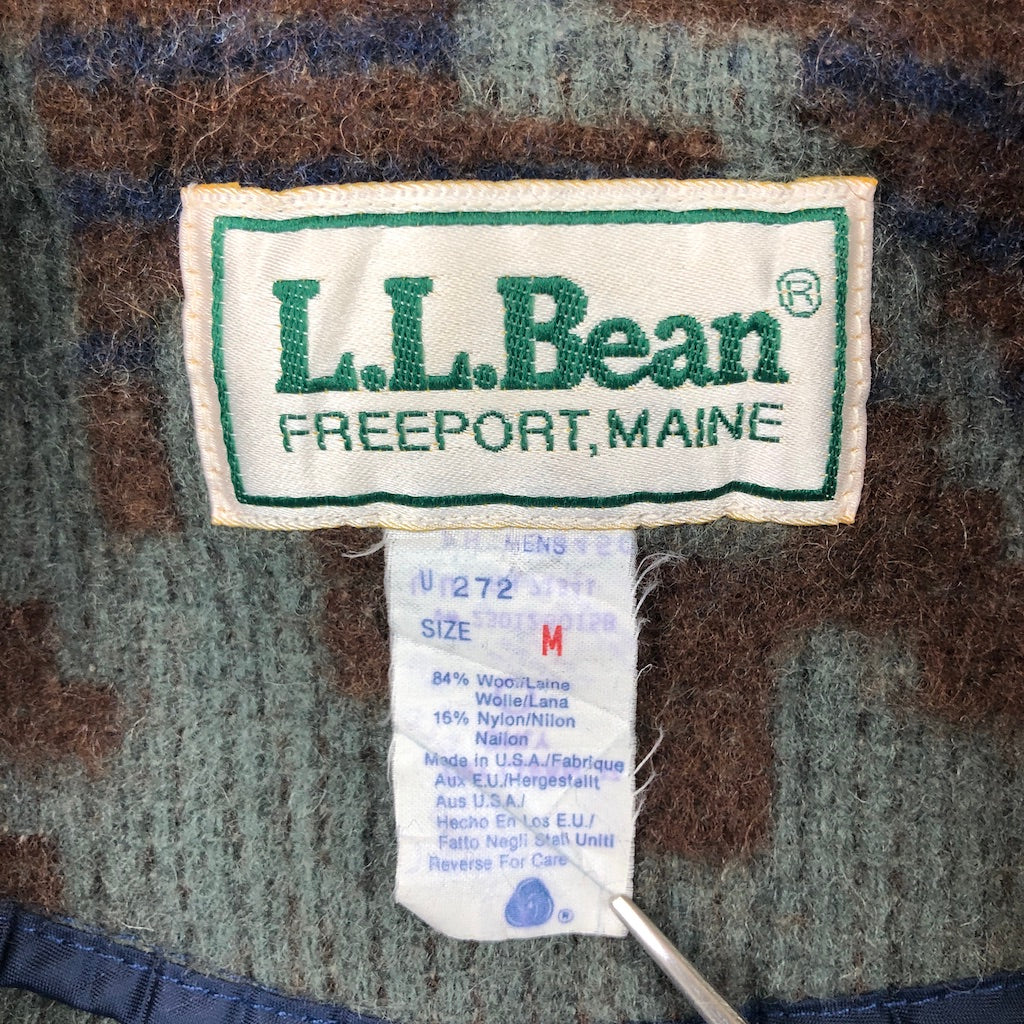 L.L.Bean®
FREEPORT, MAINE
MENS
U 272
SIZE M
84% Wool/Laine
Wolle/Lana
16% Nylon/Nilon
Nailon
Made in U.S.A./Fabrique
Aux E.U./Hergestellt
Aus U.S.A./
Hecho En Los E.U./
Fatto Negli Stati Uniti
Reverse For Care
®